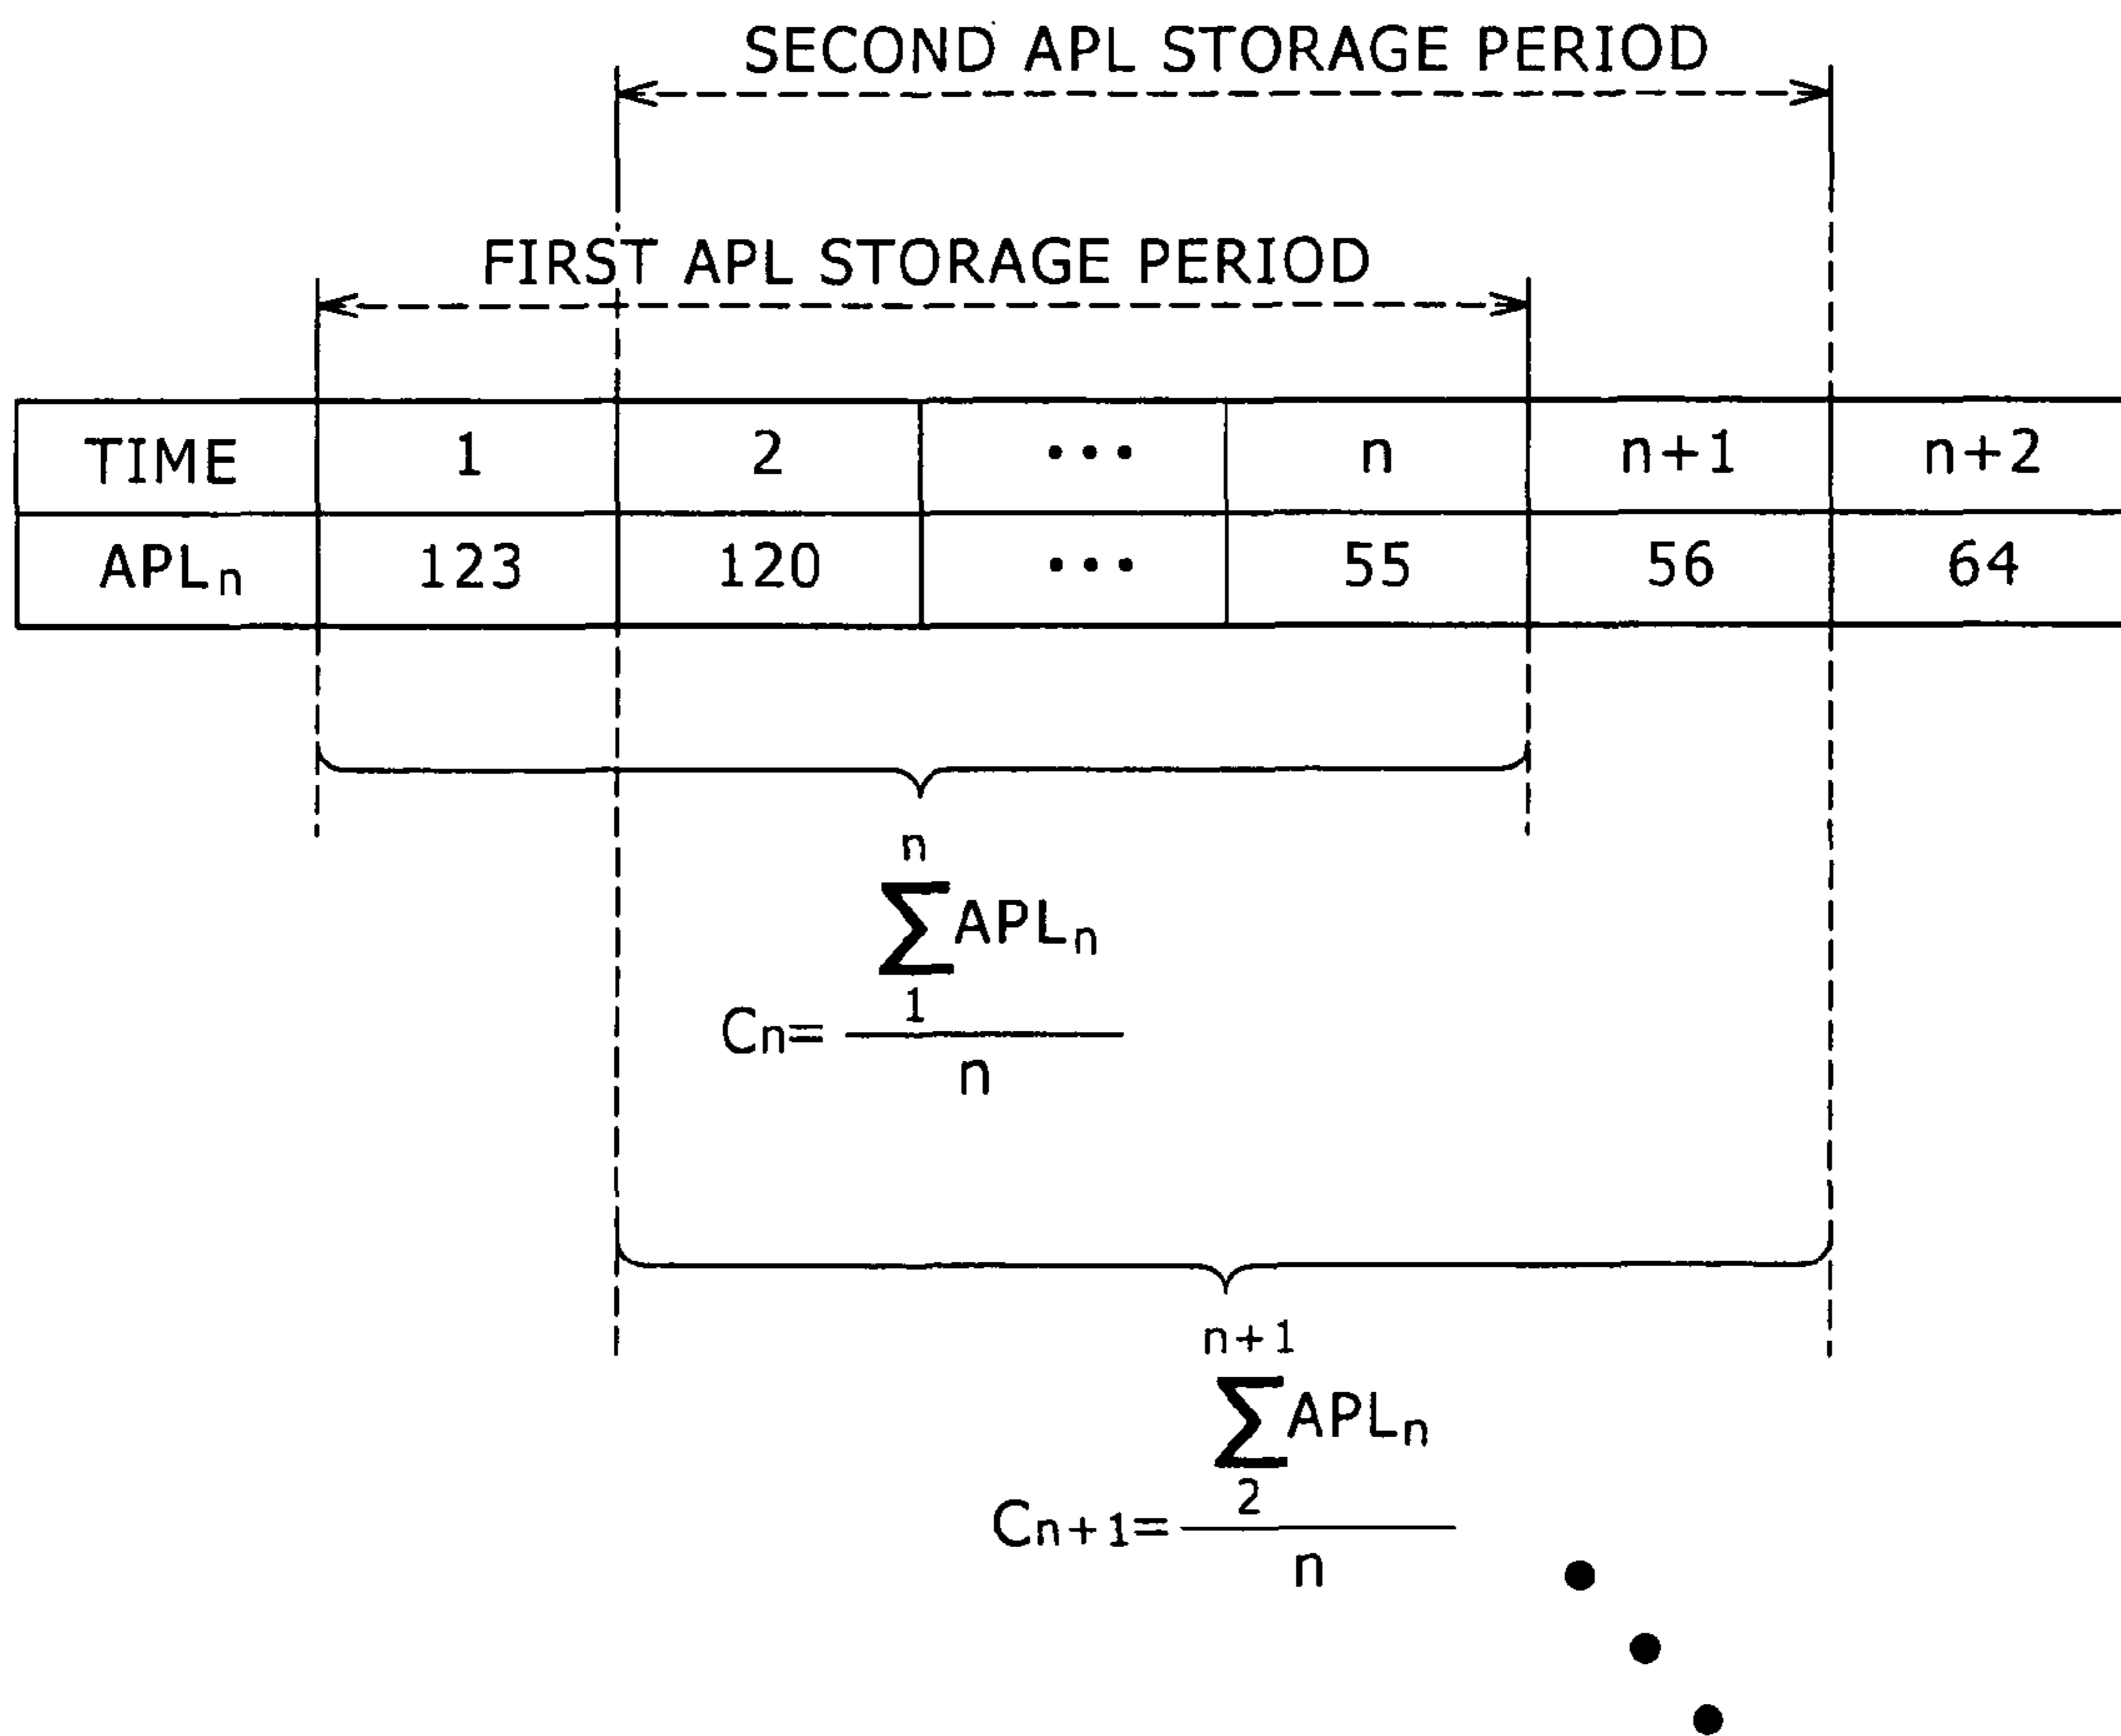 SECOND APL STORAGE PERIOD
FIRST APL STORAGE PERIOD
TIME 1 2 ••• n n+1 n+2
APLn 123 120 ••• 55 56 64
n
∑APLn
1
Cn=
n
n+1
∑APLn
2
Cn+1=
n